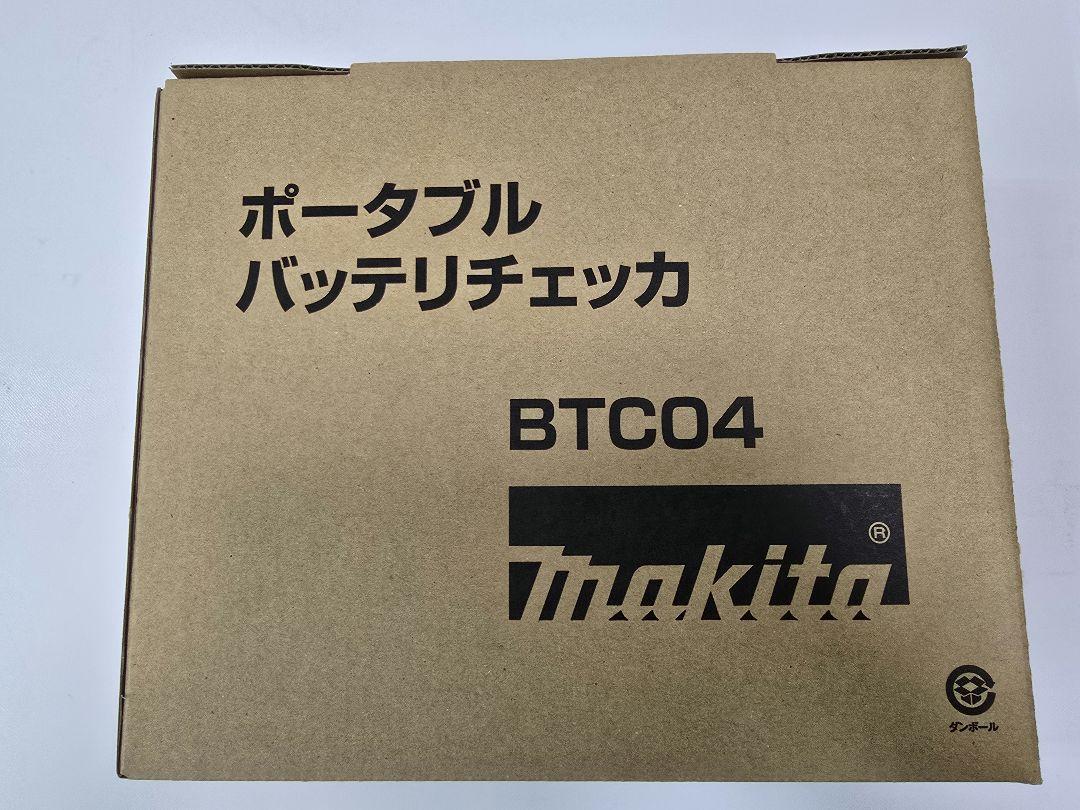 ポータブル
バッテリチェッカ
BTC04
makita®
ダンボール